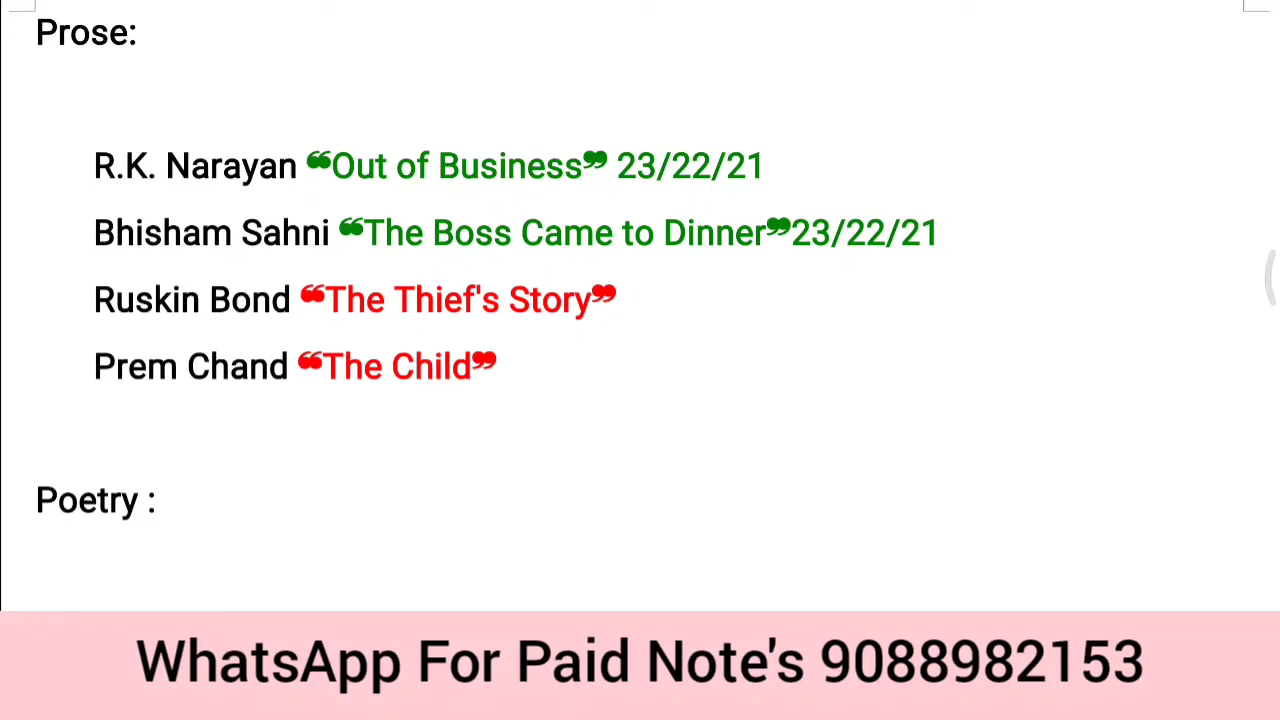 Prose:
R.K. Narayan ❝Out of Business❞ 23/22/21
Bhisham Sahni ❝The Boss Came to Dinner❞23/22/21
Ruskin Bond ❝The Thief's Story❞
Prem Chand ❝The Child❞
Poetry :
WhatsApp For Paid Note's 9088982153